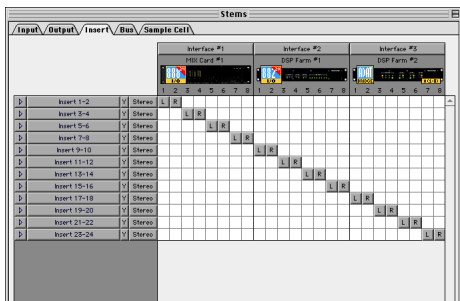 Stems
Input Output Insert Bus Sample Cell
Interface #1 Interface #2 Interface #3
MIX Card #1 DSP Farm #1 DSP Farm #2
888 882
I/O I/O
1 2 3 4 5 6 7 8 1 2 3 4 5 6 7 8 1 2 3 4 5 6 7 8
Insert 1-2 Y Stereo L R
Insert 3-4 Y Stereo L R
Insert 5-6 Y Stereo L R
Insert 7-8 Y Stereo L R
Insert 9-10 Y Stereo L R
Insert 11-12 Y Stereo L R
Insert 13-14 Y Stereo L R
Insert 15-16 Y Stereo L R
Insert 17-18 Y Stereo L R
Insert 19-20 Y Stereo L R
Insert 21-22 Y Stereo L R
Insert 23-24 Y Stereo L R